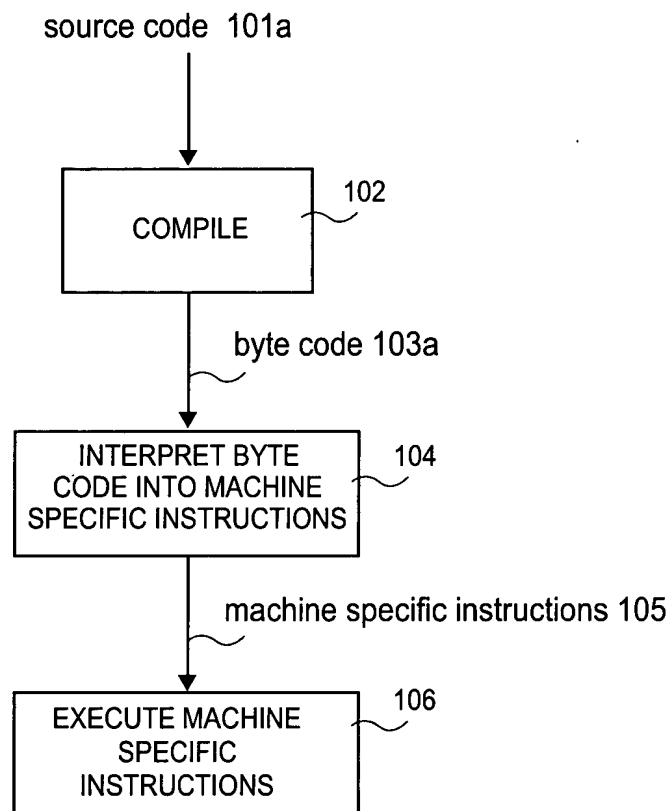 source code 101a
102
COMPILE
byte code 103a
INTERPRET BYTE
CODE INTO MACHINE
SPECIFIC INSTRUCTIONS
104
machine specific instructions 105
EXECUTE MACHINE
SPECIFIC
INSTRUCTIONS
106